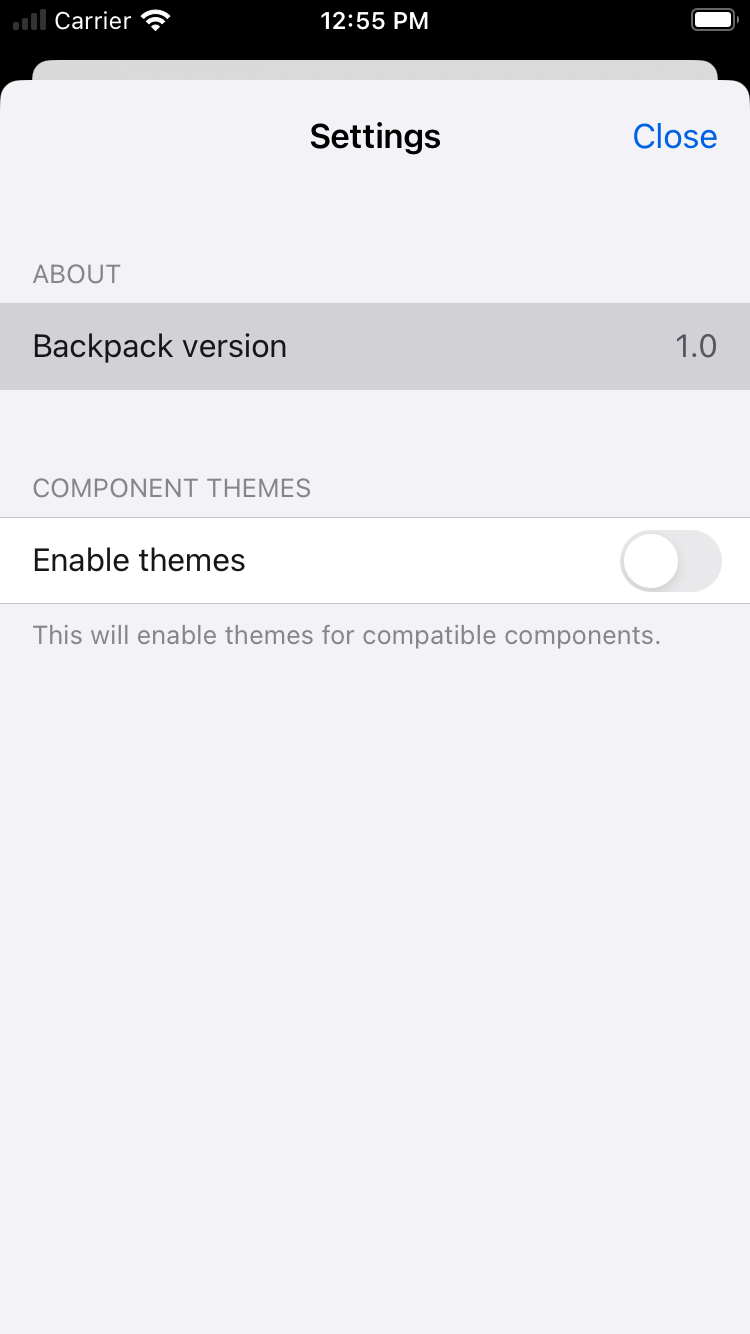 Carrier 12:55 PM
Settings Close
ABOUT
Backpack version 1.0
COMPONENT THEMES
Enable themes
This will enable themes for compatible components.